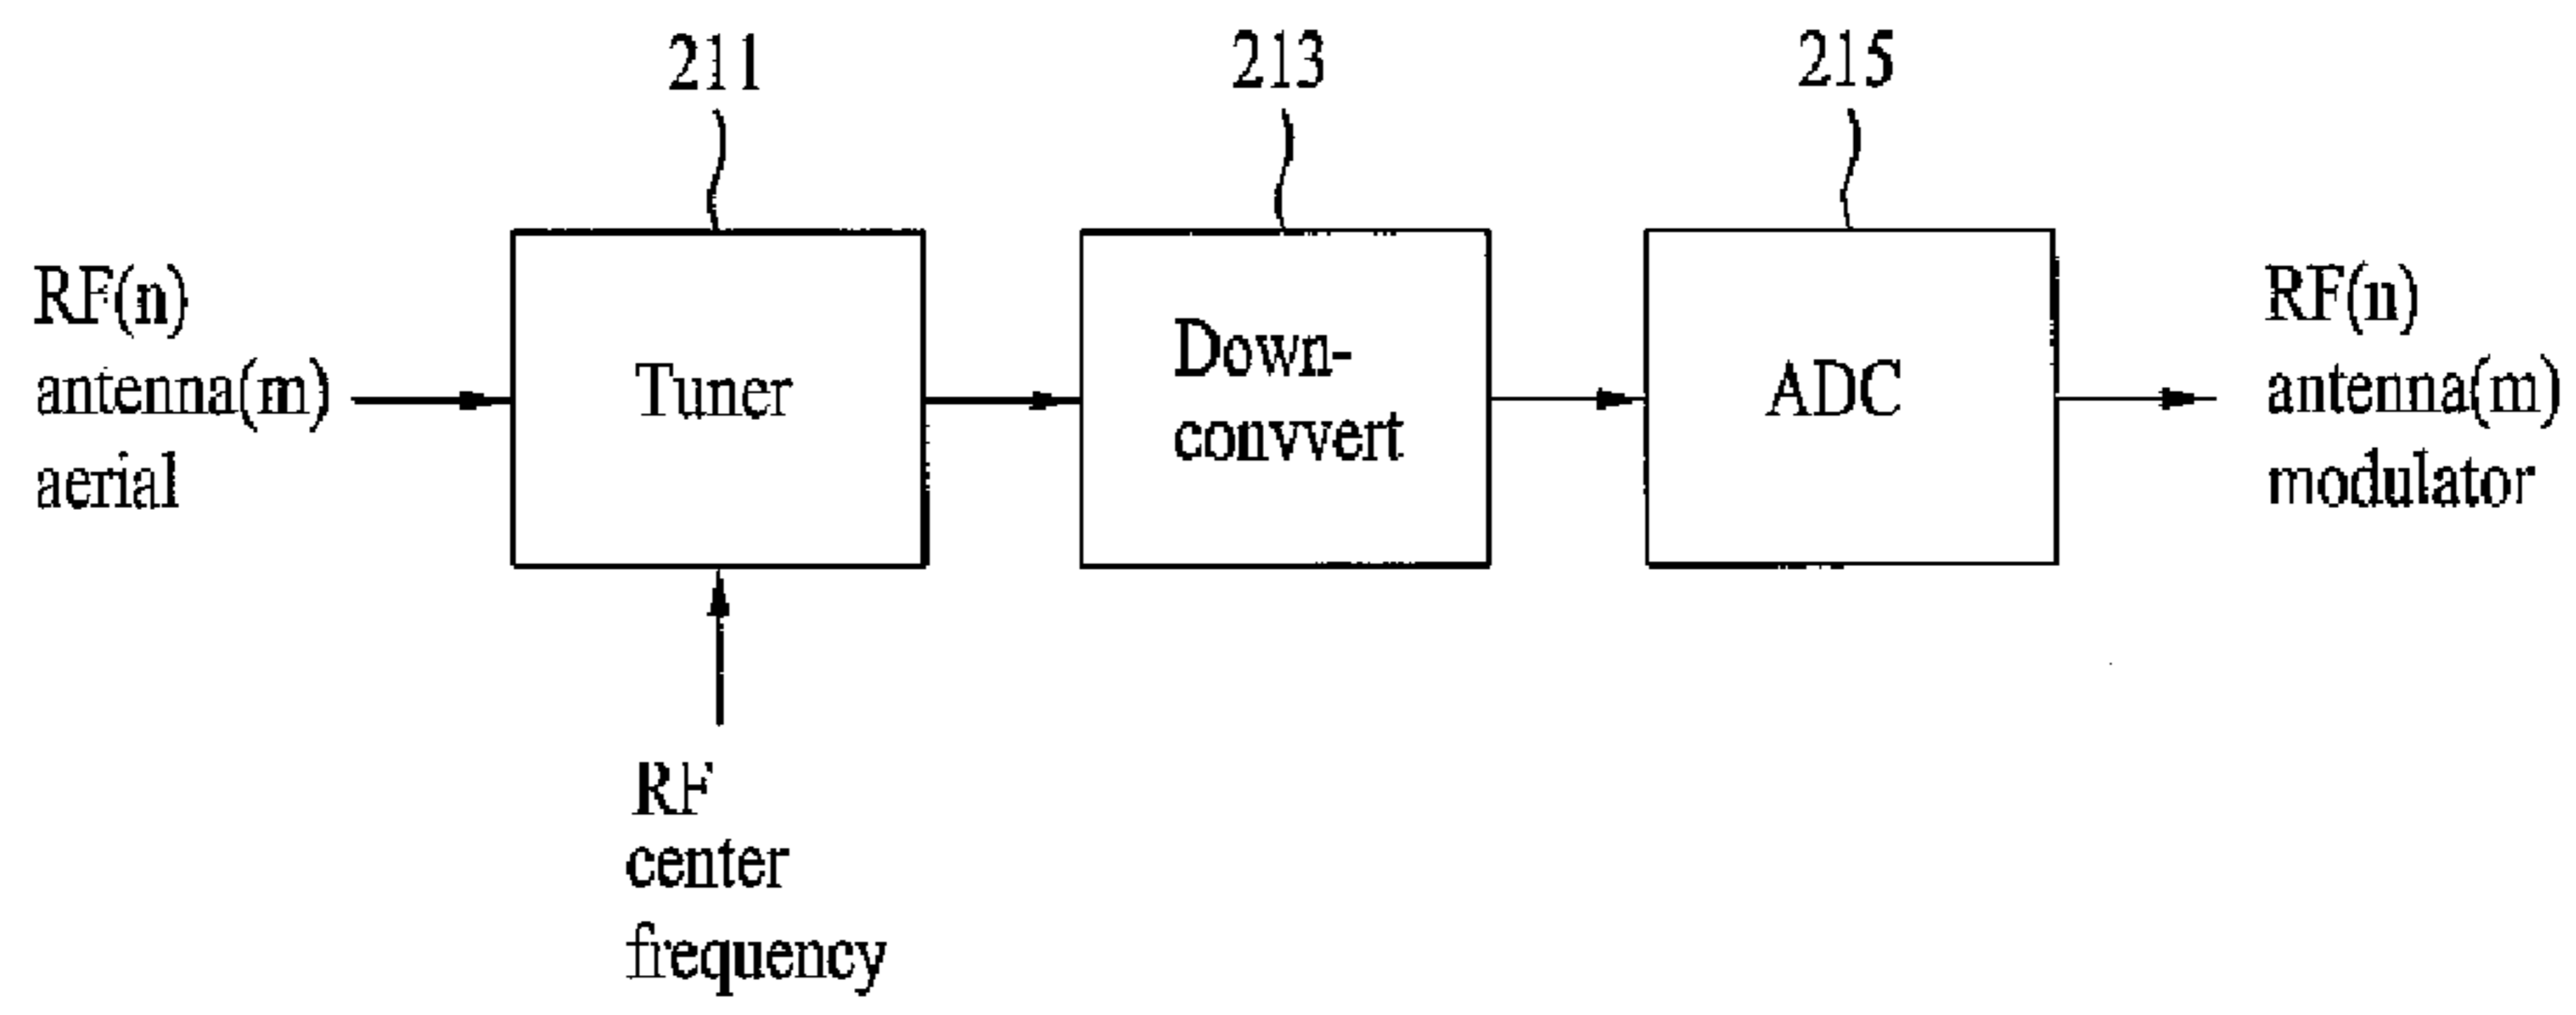 211
213
215
RF(n)
antenna(m)
aerial
Tuner
Down-
convvert
ADC
RF(n)
antenna(m)
modulator
RF
center
frequency